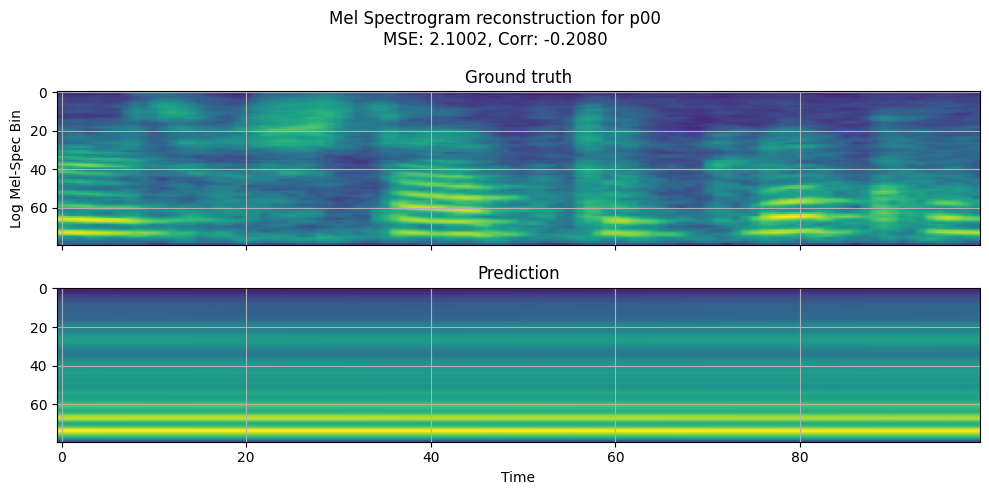 Mel Spectrogram reconstruction for p00
MSE: 2.1002, Corr: -0.2080
Ground truth
Log Mel-Spec Bin
0
20
40
60
Prediction
0
20
40
60
0 20 40 60 80
Time